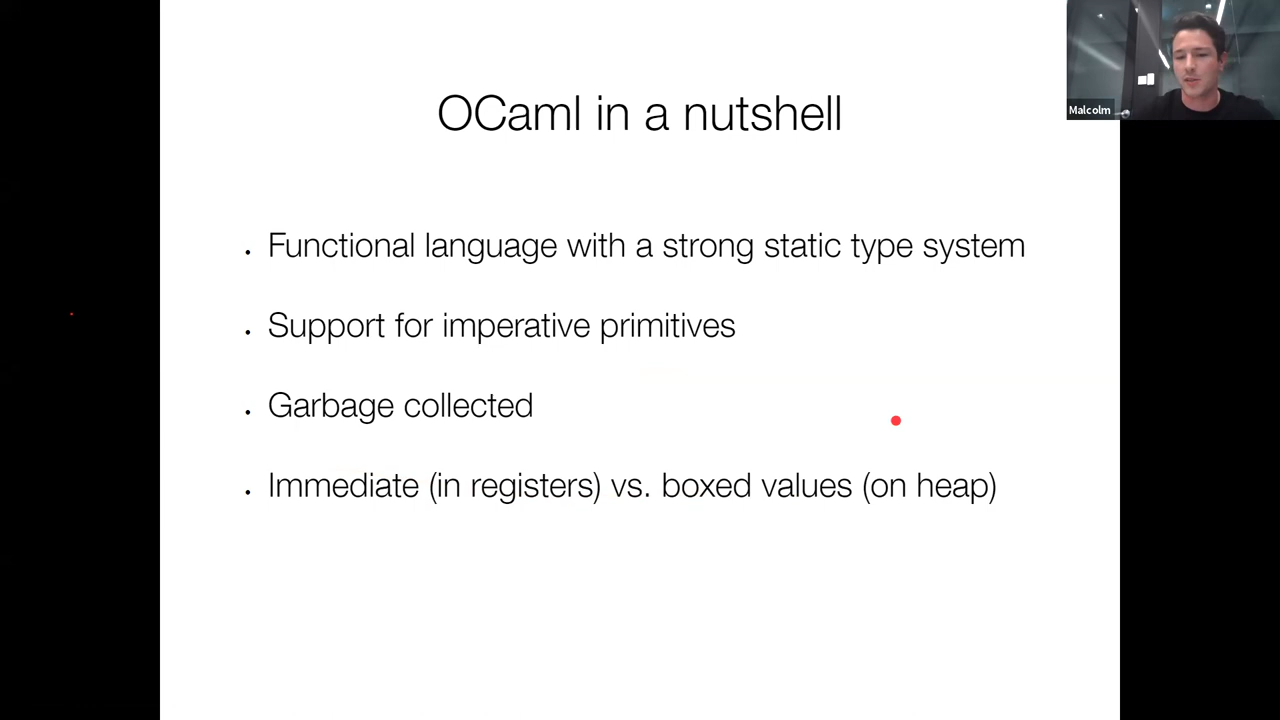 OCaml in a nutshell
Malcolm
• Functional language with a strong static type system
• Support for imperative primitives
• Garbage collected
• Immediate (in registers) vs. boxed values (on heap)